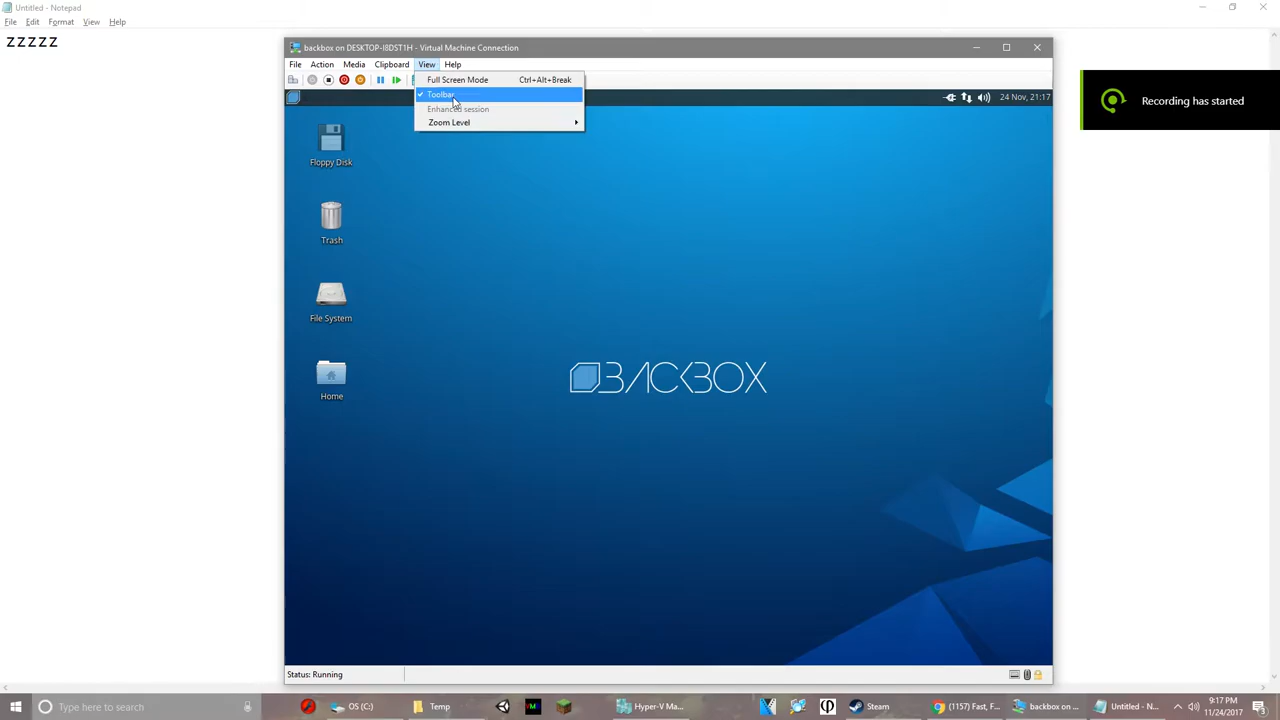 Untitled - Notepad
File Edit Format View Help
zzzzz
backbox on DESKTOP-I8DST1H - Virtual Machine Connection
File Action Media Clipboard View Help
Full Screen Mode Ctrl+Alt+Break
Toolbar
Enhanced session
Zoom Level
24 Nov, 21:17
Recording has started
Floppy Disk
Trash
File System
Home
BACKBOX
Status: Running
Type here to search
OS (C:)
Temp
VM
Hyper-V Ma...
Steam
(1157) Fast, F...
backbox on ...
Untitled - N...
9:17 PM
11/24/2017
3